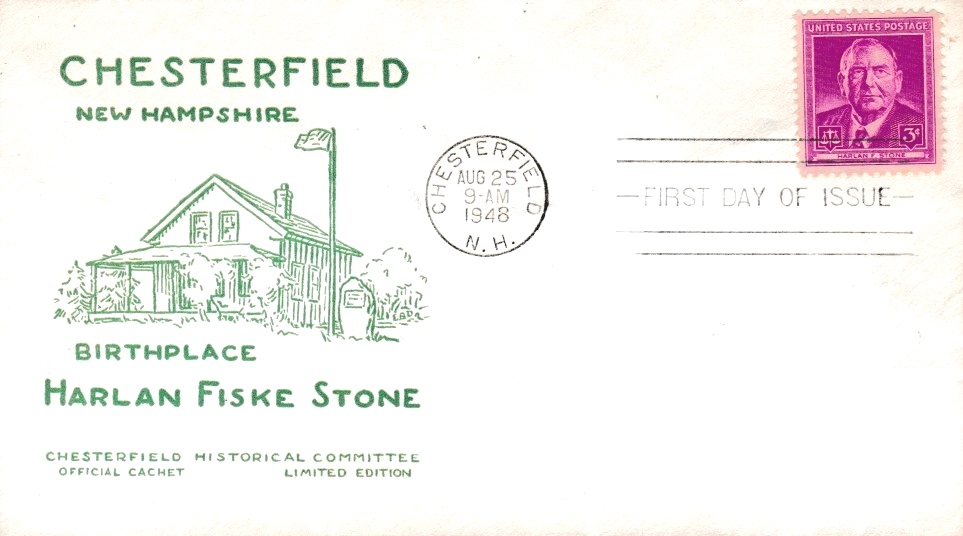 CHESTERFIELD
NEW HAMPSHIRE
BIRTHPLACE
HARLAN FISKE STONE
CHESTERFIELD HISTORICAL COMMITTEE
OFFICIAL CACHET LIMITED EDITION
CHESTERFIELD
AUG 25
9-AM
1948
N. H.
UNITED STATES POSTAGE
3¢
HARLAN F. STONE
FIRST DAY OF ISSUE